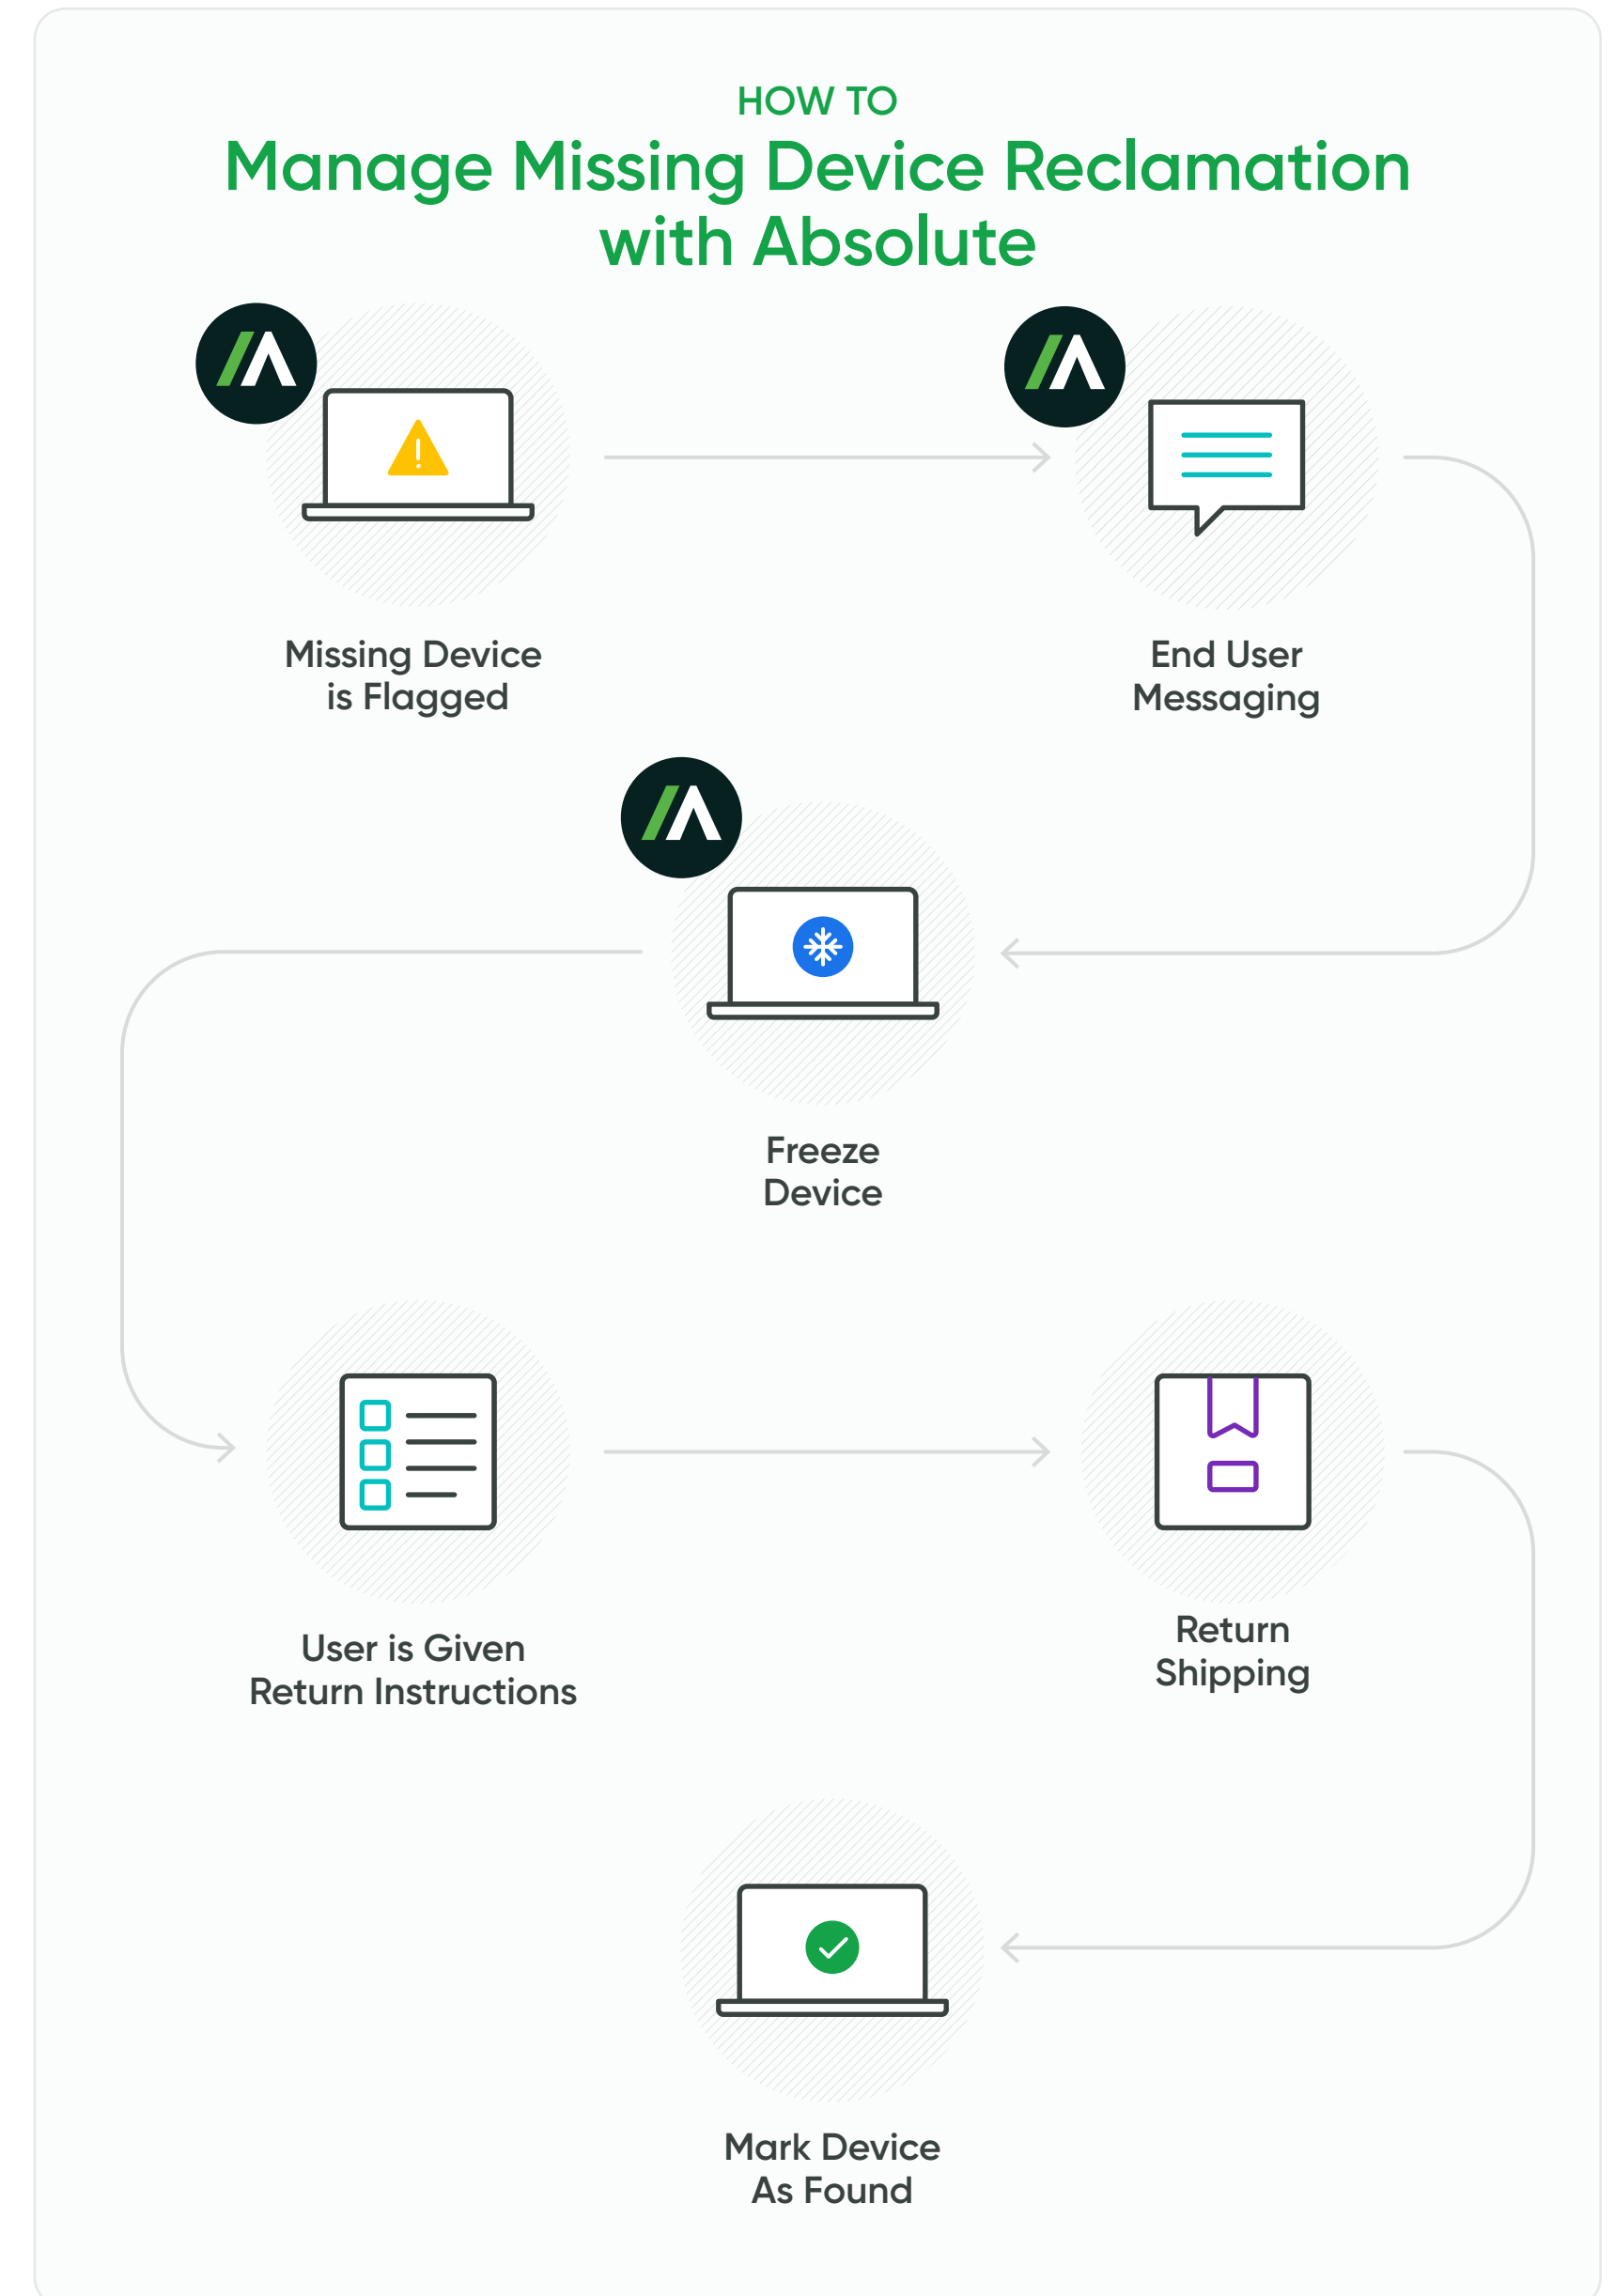 HOW TO
Manage Missing Device Reclamation
with Absolute
Missing Device
is Flagged
End User
Messaging
Freeze
Device
User is Given
Return Instructions
Return
Shipping
Mark Device
As Found